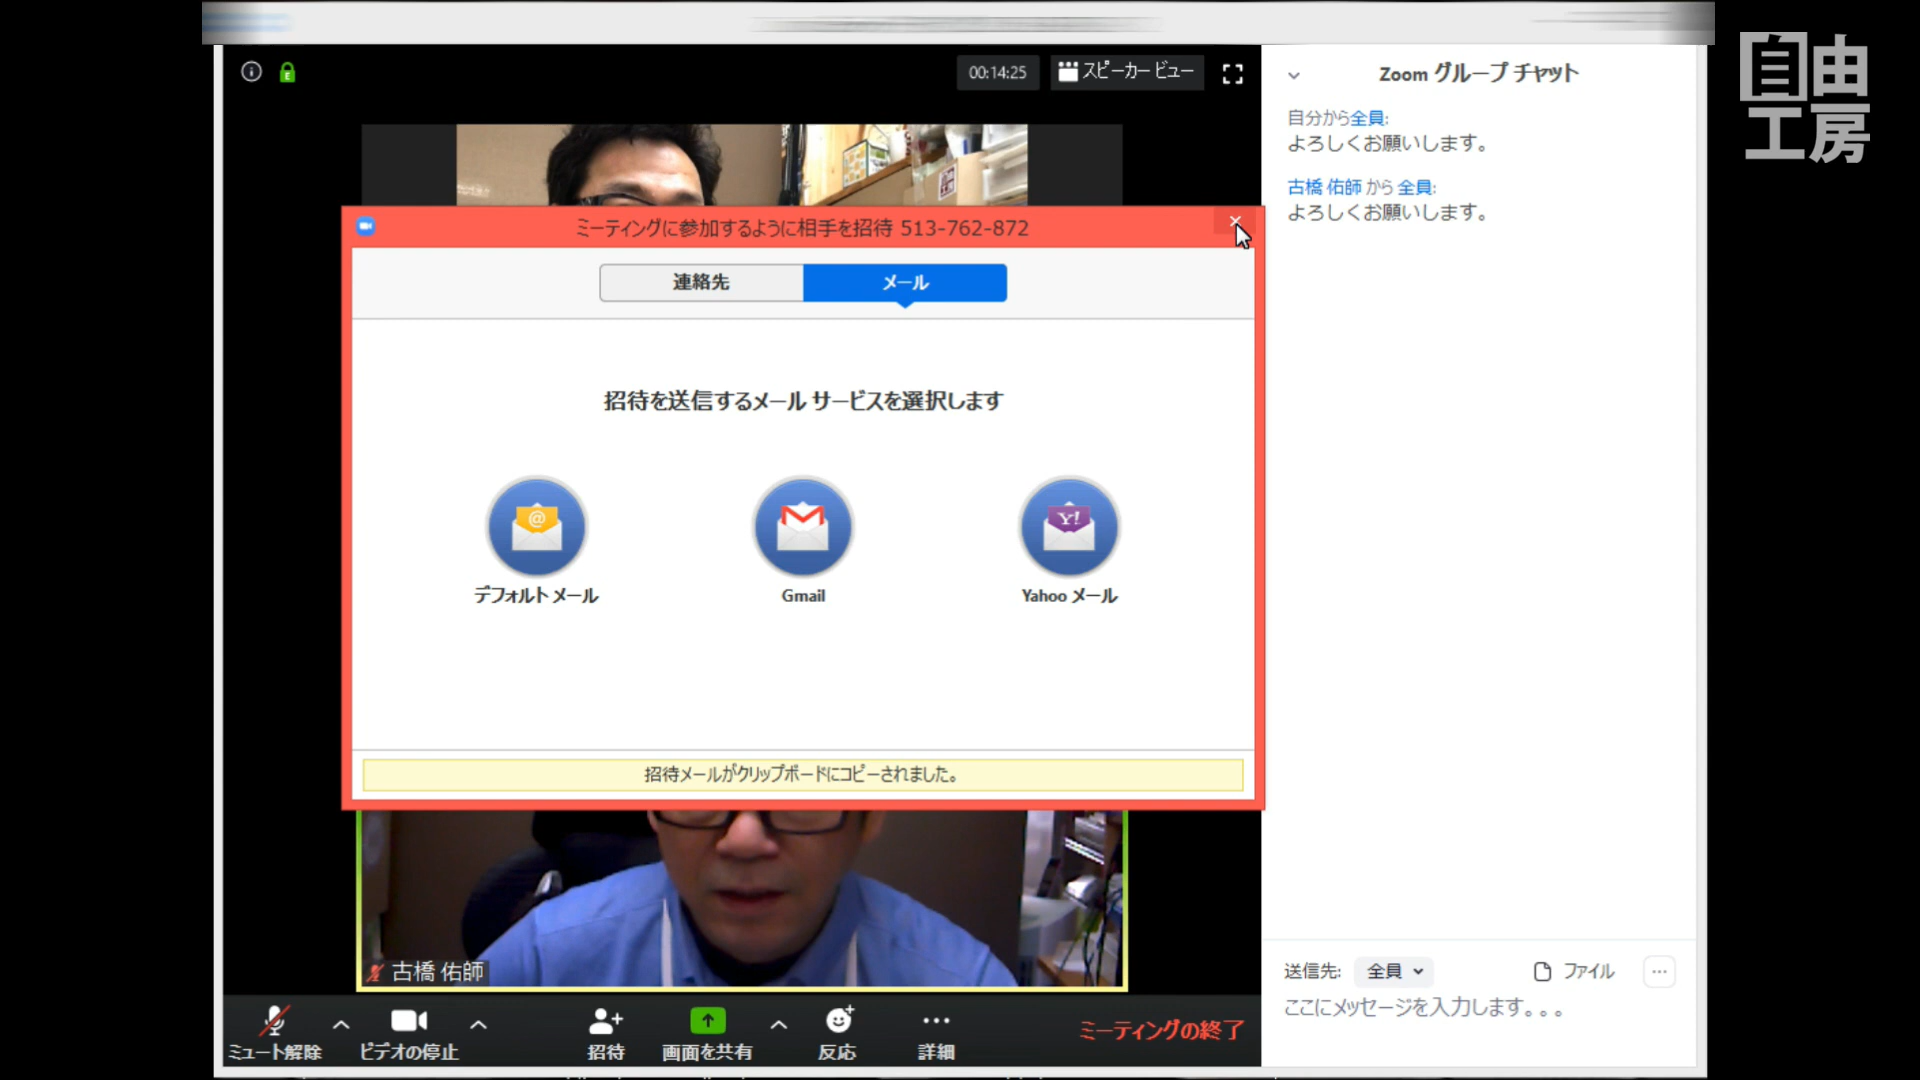 自由
工房
00:14:25
スピーカー ビュー
Zoom グループ チャット
自分から全員:
よろしくお願いします。
古橋 佑師 から 全員:
よろしくお願いします。
ミーティングに参加するように相手を招待 513-762-872
連絡先
メール
招待を送信するメール サービスを選択します
@
Y!
デフォルト メール
Gmail
Yahoo メール
招待メールがクリップボードにコピーされました。
古橋 佑師
送信先:
全員
ファイル
ここにメッセージを入力します。。。
ミュート解除
ビデオの停止
招待
画面を共有
反応
詳細
ミーティングの終了